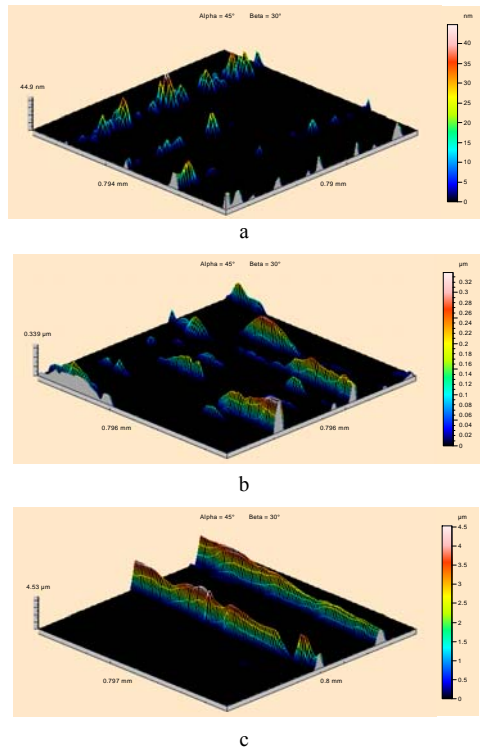 Alpha = 45° Beta = 30°
nm
40
35
30
25
20
15
10
5
0
44.9 nm
0.794 mm
0.79 mm
a
Alpha = 45° Beta = 30°
µm
0.32
0.3
0.28
0.26
0.24
0.22
0.2
0.18
0.16
0.14
0.12
0.1
0.08
0.06
0.04
0.02
0
0.339 µm
0.796 mm
0.796 mm
b
Alpha = 45° Beta = 30°
µm
4.5
4
3.5
3
2.5
2
1.5
1
0.5
0
4.53 µm
0.797 mm
0.8 mm
c